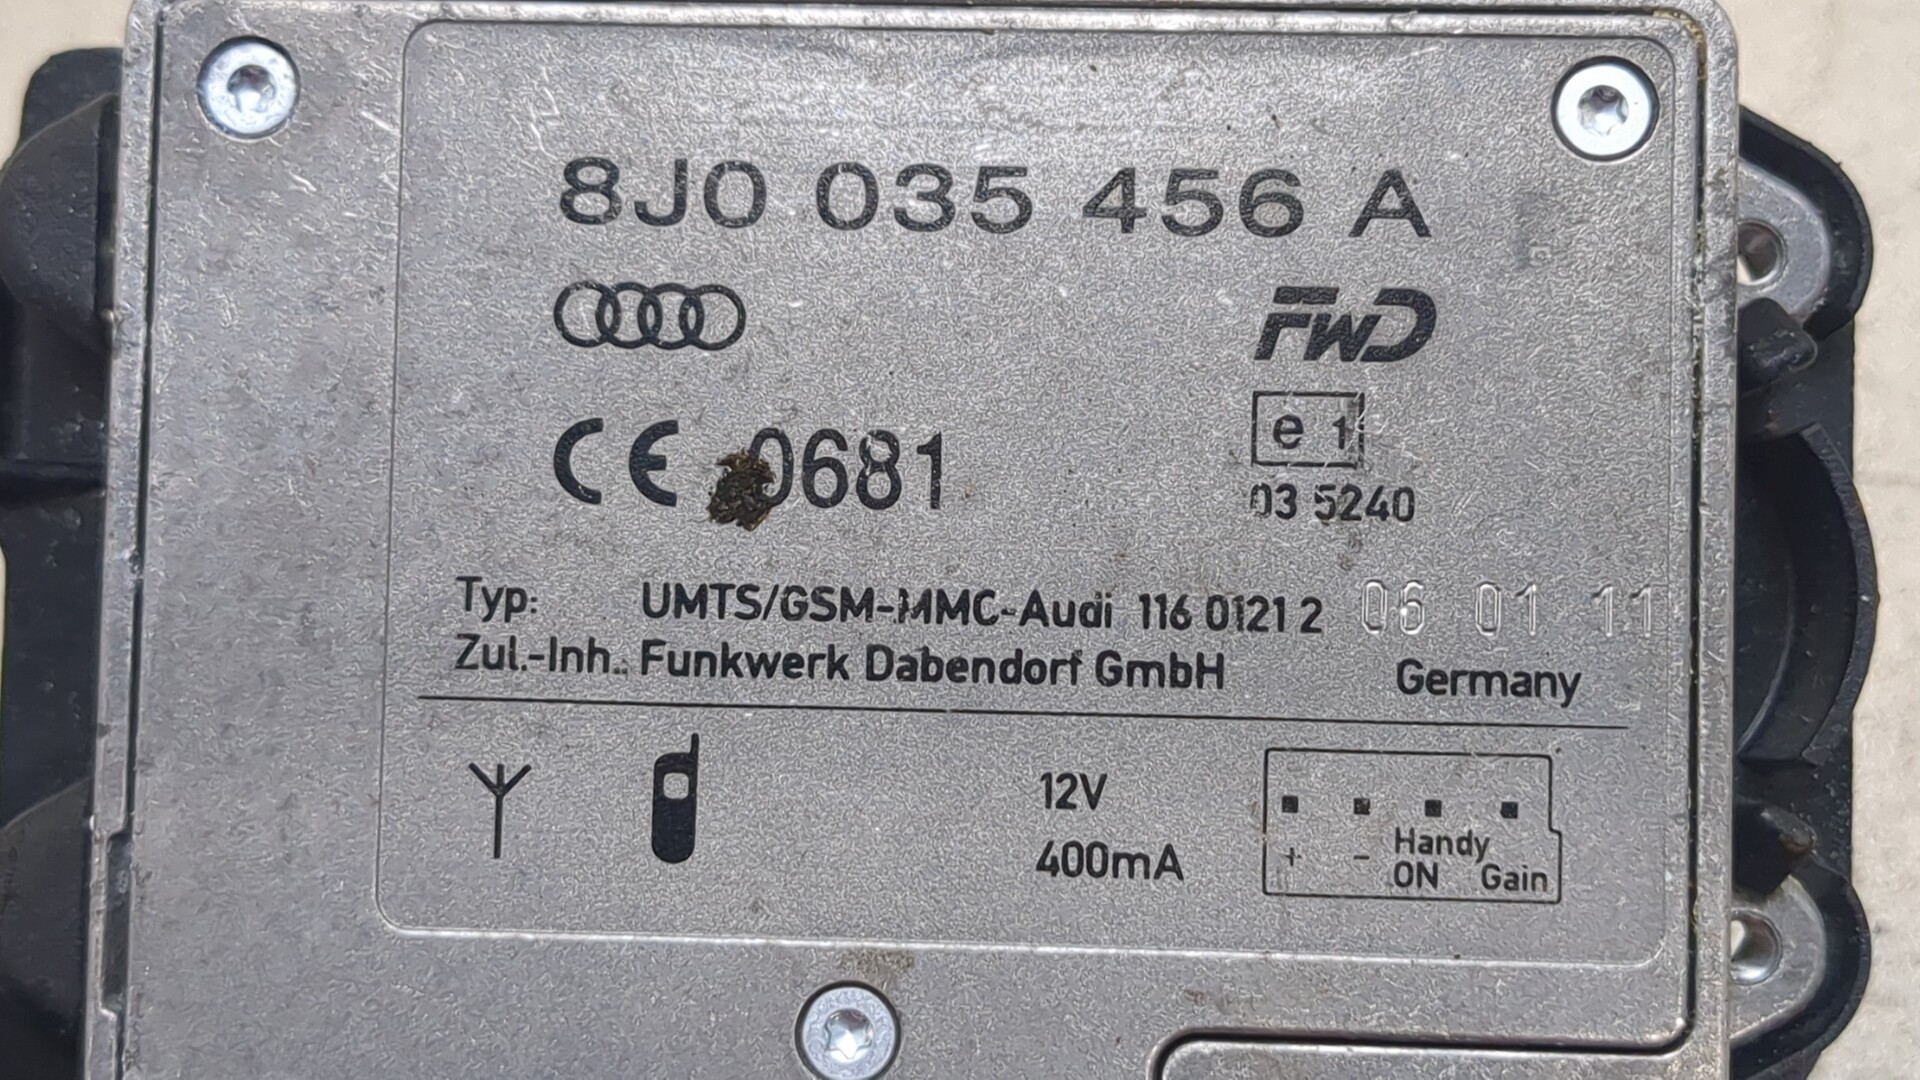 8J0 035 456 A
FWD
CE 0681
e 1
03 5240
Typ: UMTS/GSM-MMC-Audi 116 0121 2 06 01 11
Zul.-Inh.: Funkwerk Dabendorf GmbH Germany
12V
400mA
+ - Handy ON Gain